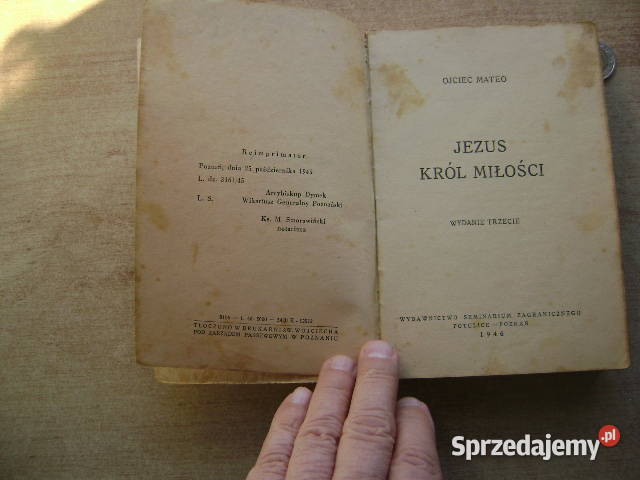 Reimprimatur
Poznań, dnia 25 października 1945
L. dz. 3461/45
Arcybiskup Dymek
L. S. Wikariusz Generalny Poznański
Ks. M. Smorawiński
notariusz
TŁOCZONO W DRUKARNI ŚW. WOJCIECHA
POD ZARZĄDEM PAŃSTWOWYM W POZNANIU
OJCIEC MATEO
JEZUS
KRÓL MIŁOŚCI
WYDANIE TRZECIE
WYDAWNICTWO SEMINARIUM ZAGRANICZNEGO
POTULICE—POZNAŃ
1946
Sprzedajemy.pl